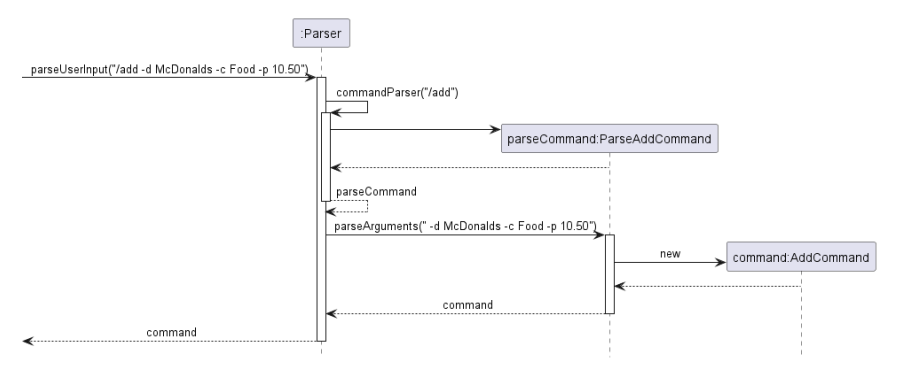 :Parser
parseUserInput("/add -d McDonalds -c Food -p 10.50")
commandParser("/add")
parseCommand:ParseAddCommand
parseCommand
parseArguments(" -d McDonalds -c Food -p 10.50")
new
command:AddCommand
command
command